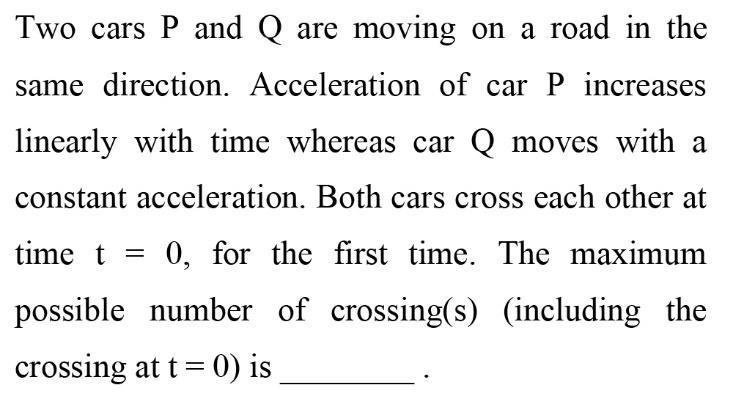 Two cars P and Q are moving on a road in the
same direction. Acceleration of car P increases
linearly with time whereas car Q moves with a
constant acceleration. Both cars cross each other at
time t = 0, for the first time. The maximum
possible number of crossing(s) (including the
crossing at t = 0) is ________ .